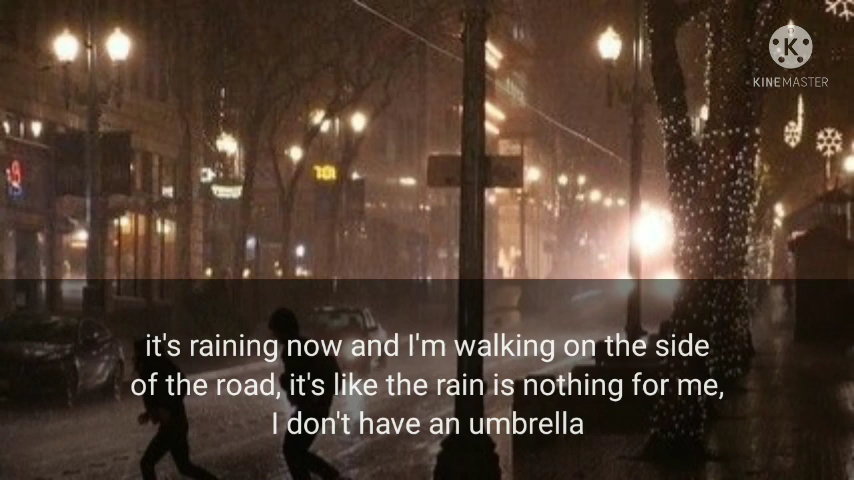 K
KINEMASTER
701
it's raining now and I'm walking on the side
of the road, it's like the rain is nothing for me,
I don't have an umbrella